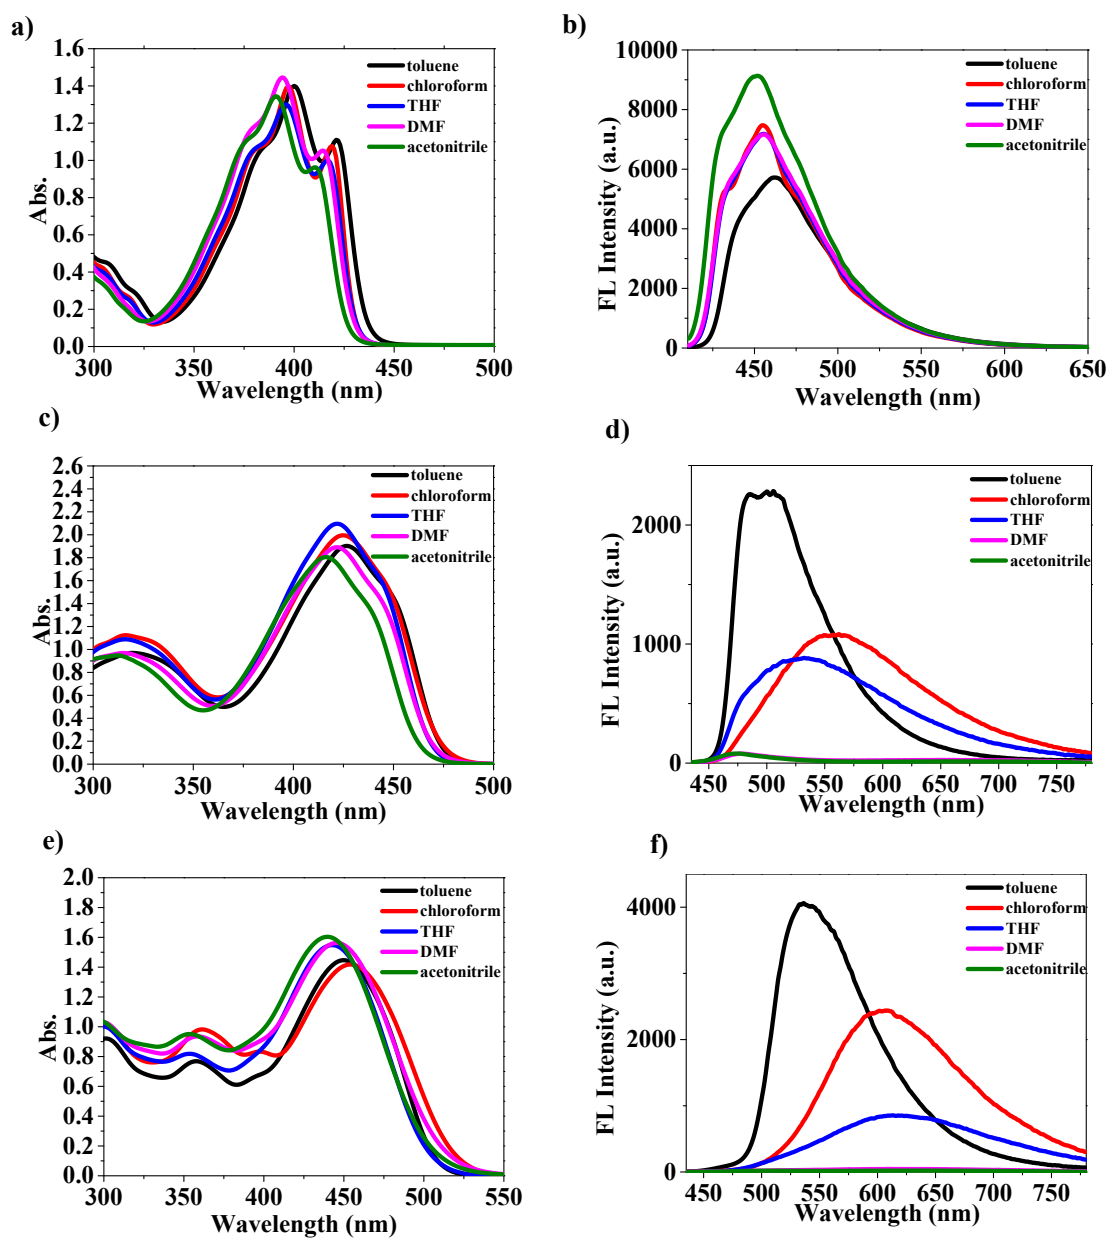 a)
1.6
1.4
1.2
1.0
0.8
0.6
0.4
0.2
0.0
Abs.
300
350
400
450
500
Wavelength (nm)
toluene
chloroform
THF
DMF
acetonitrile
b)
10000
8000
6000
4000
2000
0
FL Intensity (a.u.)
450
500
550
600
650
Wavelength (nm)
toluene
chloroform
THF
DMF
acetonitrile
c)
2.6
2.4
2.2
2.0
1.8
1.6
1.4
1.2
1.0
0.8
0.6
0.4
0.2
0.0
Abs.
300
350
400
450
500
Wavelength (nm)
toluene
chloroform
THF
DMF
acetonitrile
d)
2000
1000
0
FL Intensity (a.u.)
450
500
550
600
650
700
750
Wavelength (nm)
toluene
chloroform
THF
DMF
acetonitrile
e)
2.0
1.8
1.6
1.4
1.2
1.0
0.8
0.6
0.4
0.2
0.0
Abs.
300
350
400
450
500
550
Wavelength (nm)
toluene
chloroform
THF
DMF
acetonitrile
f)
4000
2000
0
FL Intensity (a.u.)
450
500
550
600
650
700
750
Wavelength (nm)
toluene
chloroform
THF
DMF
acetonitrile